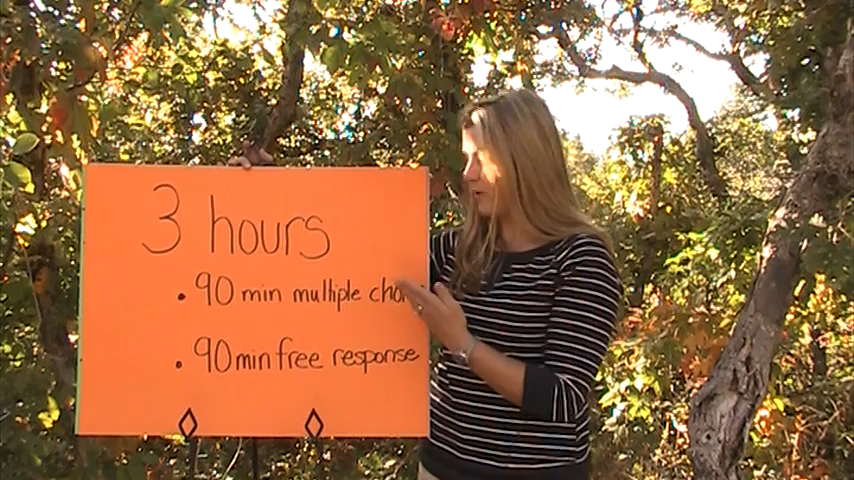 3 hours
• 90 min multiple
• 90 min free response